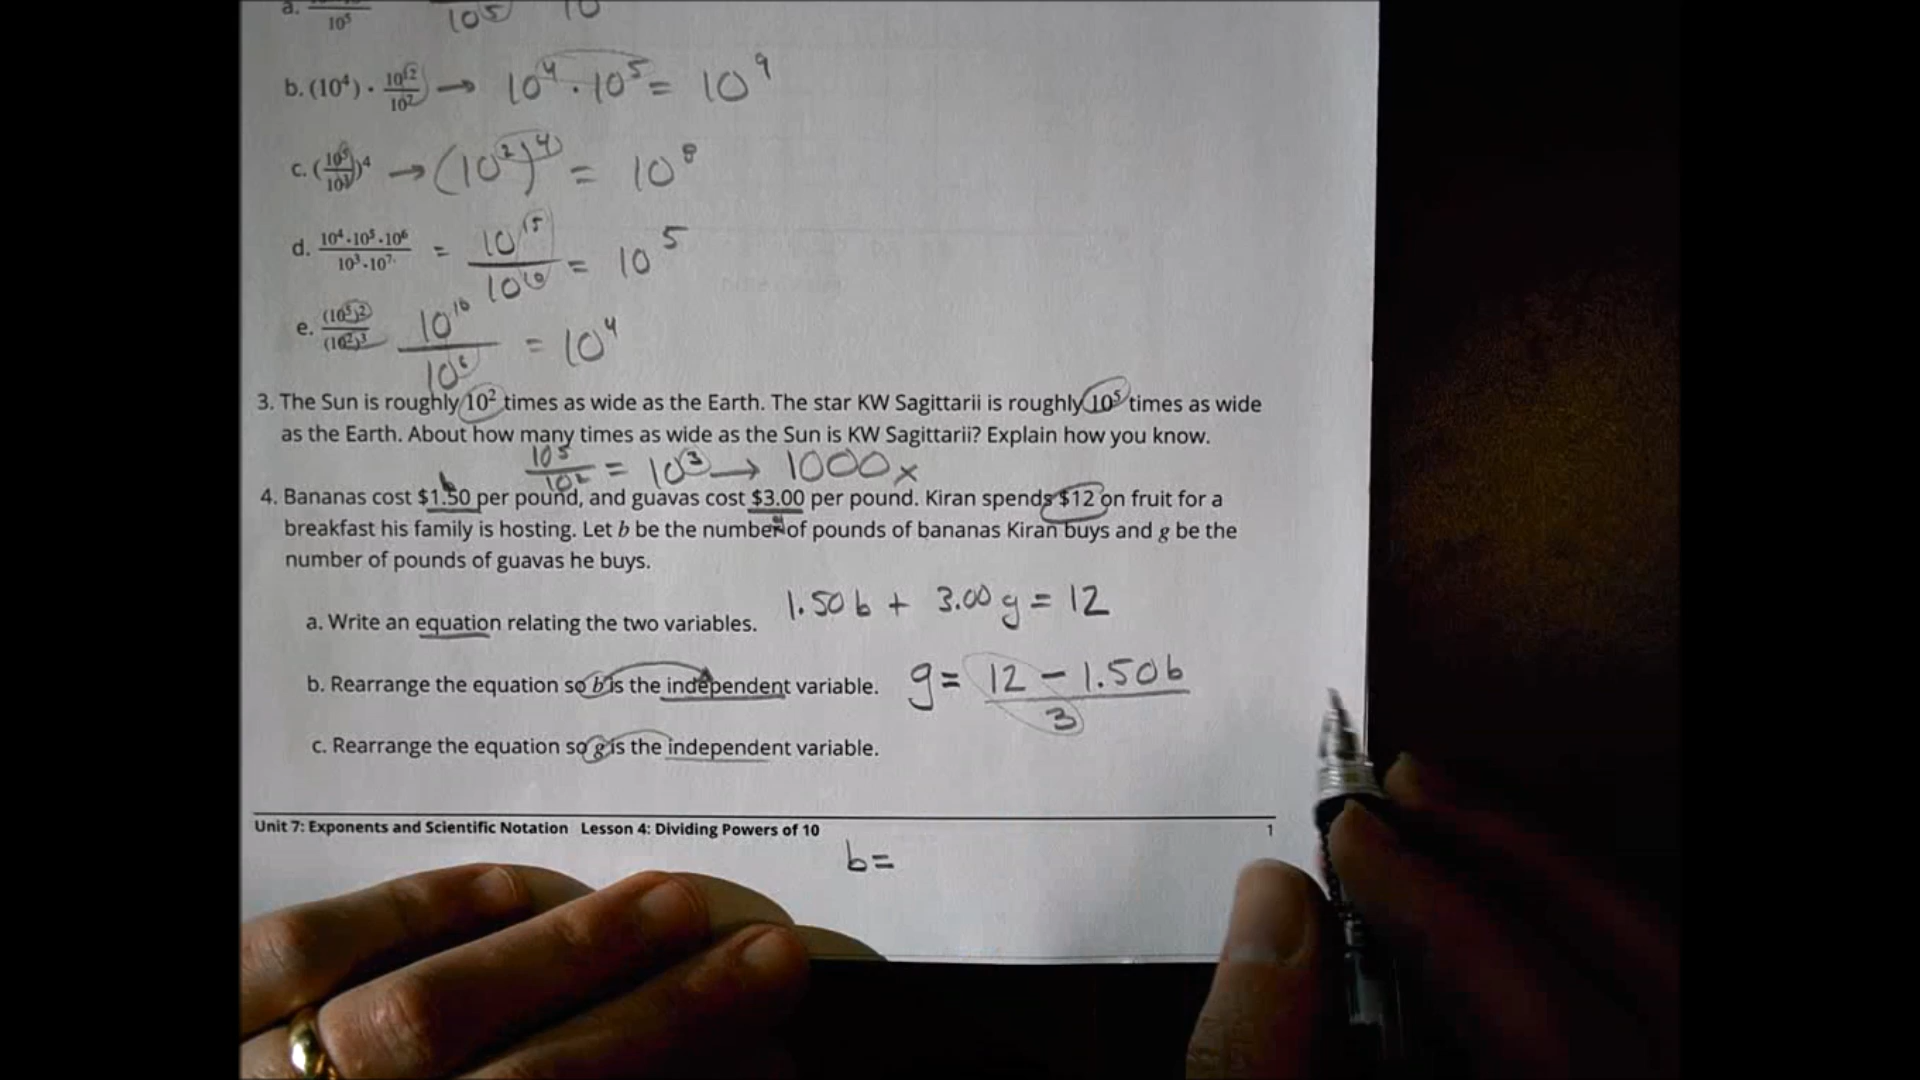 a. 10⁵ 10⁵ 10
b. (10⁴) · 10¹²/10⁷ → 10⁴ · 10⁵ = 10⁹
c. (10⁵/10³)⁴ → (10²)⁴ = 10⁸
d. 10⁴·10⁵·10⁶/10³·10⁷ = 10¹⁵/10¹⁰ = 10⁵
e. (10⁵)²/(10²)³ 10¹⁰/10⁶ = 10⁴
3. The Sun is roughly 10² times as wide as the Earth. The star KW Sagittarii is roughly 10⁵ times as wide
as the Earth. About how many times as wide as the Sun is KW Sagittarii? Explain how you know.
10⁵/10² = 10³ → 1000x
4. Bananas cost $1.50 per pound, and guavas cost $3.00 per pound. Kiran spends $12 on fruit for a
breakfast his family is hosting. Let b be the number of pounds of bananas Kiran buys and g be the
number of pounds of guavas he buys.
a. Write an equation relating the two variables. 1.50b + 3.00g = 12
b. Rearrange the equation so b is the independent variable. g = 12 - 1.50b/3
c. Rearrange the equation so g is the independent variable.
Unit 7: Exponents and Scientific Notation Lesson 4: Dividing Powers of 10 1
b=